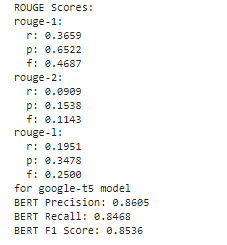 ROUGE Scores:
rouge-1:
  r: 0.3659
  p: 0.6522
  f: 0.4687
rouge-2:
  r: 0.0909
  p: 0.1538
  f: 0.1143
rouge-l:
  r: 0.1951
  p: 0.3478
  f: 0.2500
for google-t5 model
BERT Precision: 0.8605
BERT Recall: 0.8468
BERT F1 Score: 0.8536